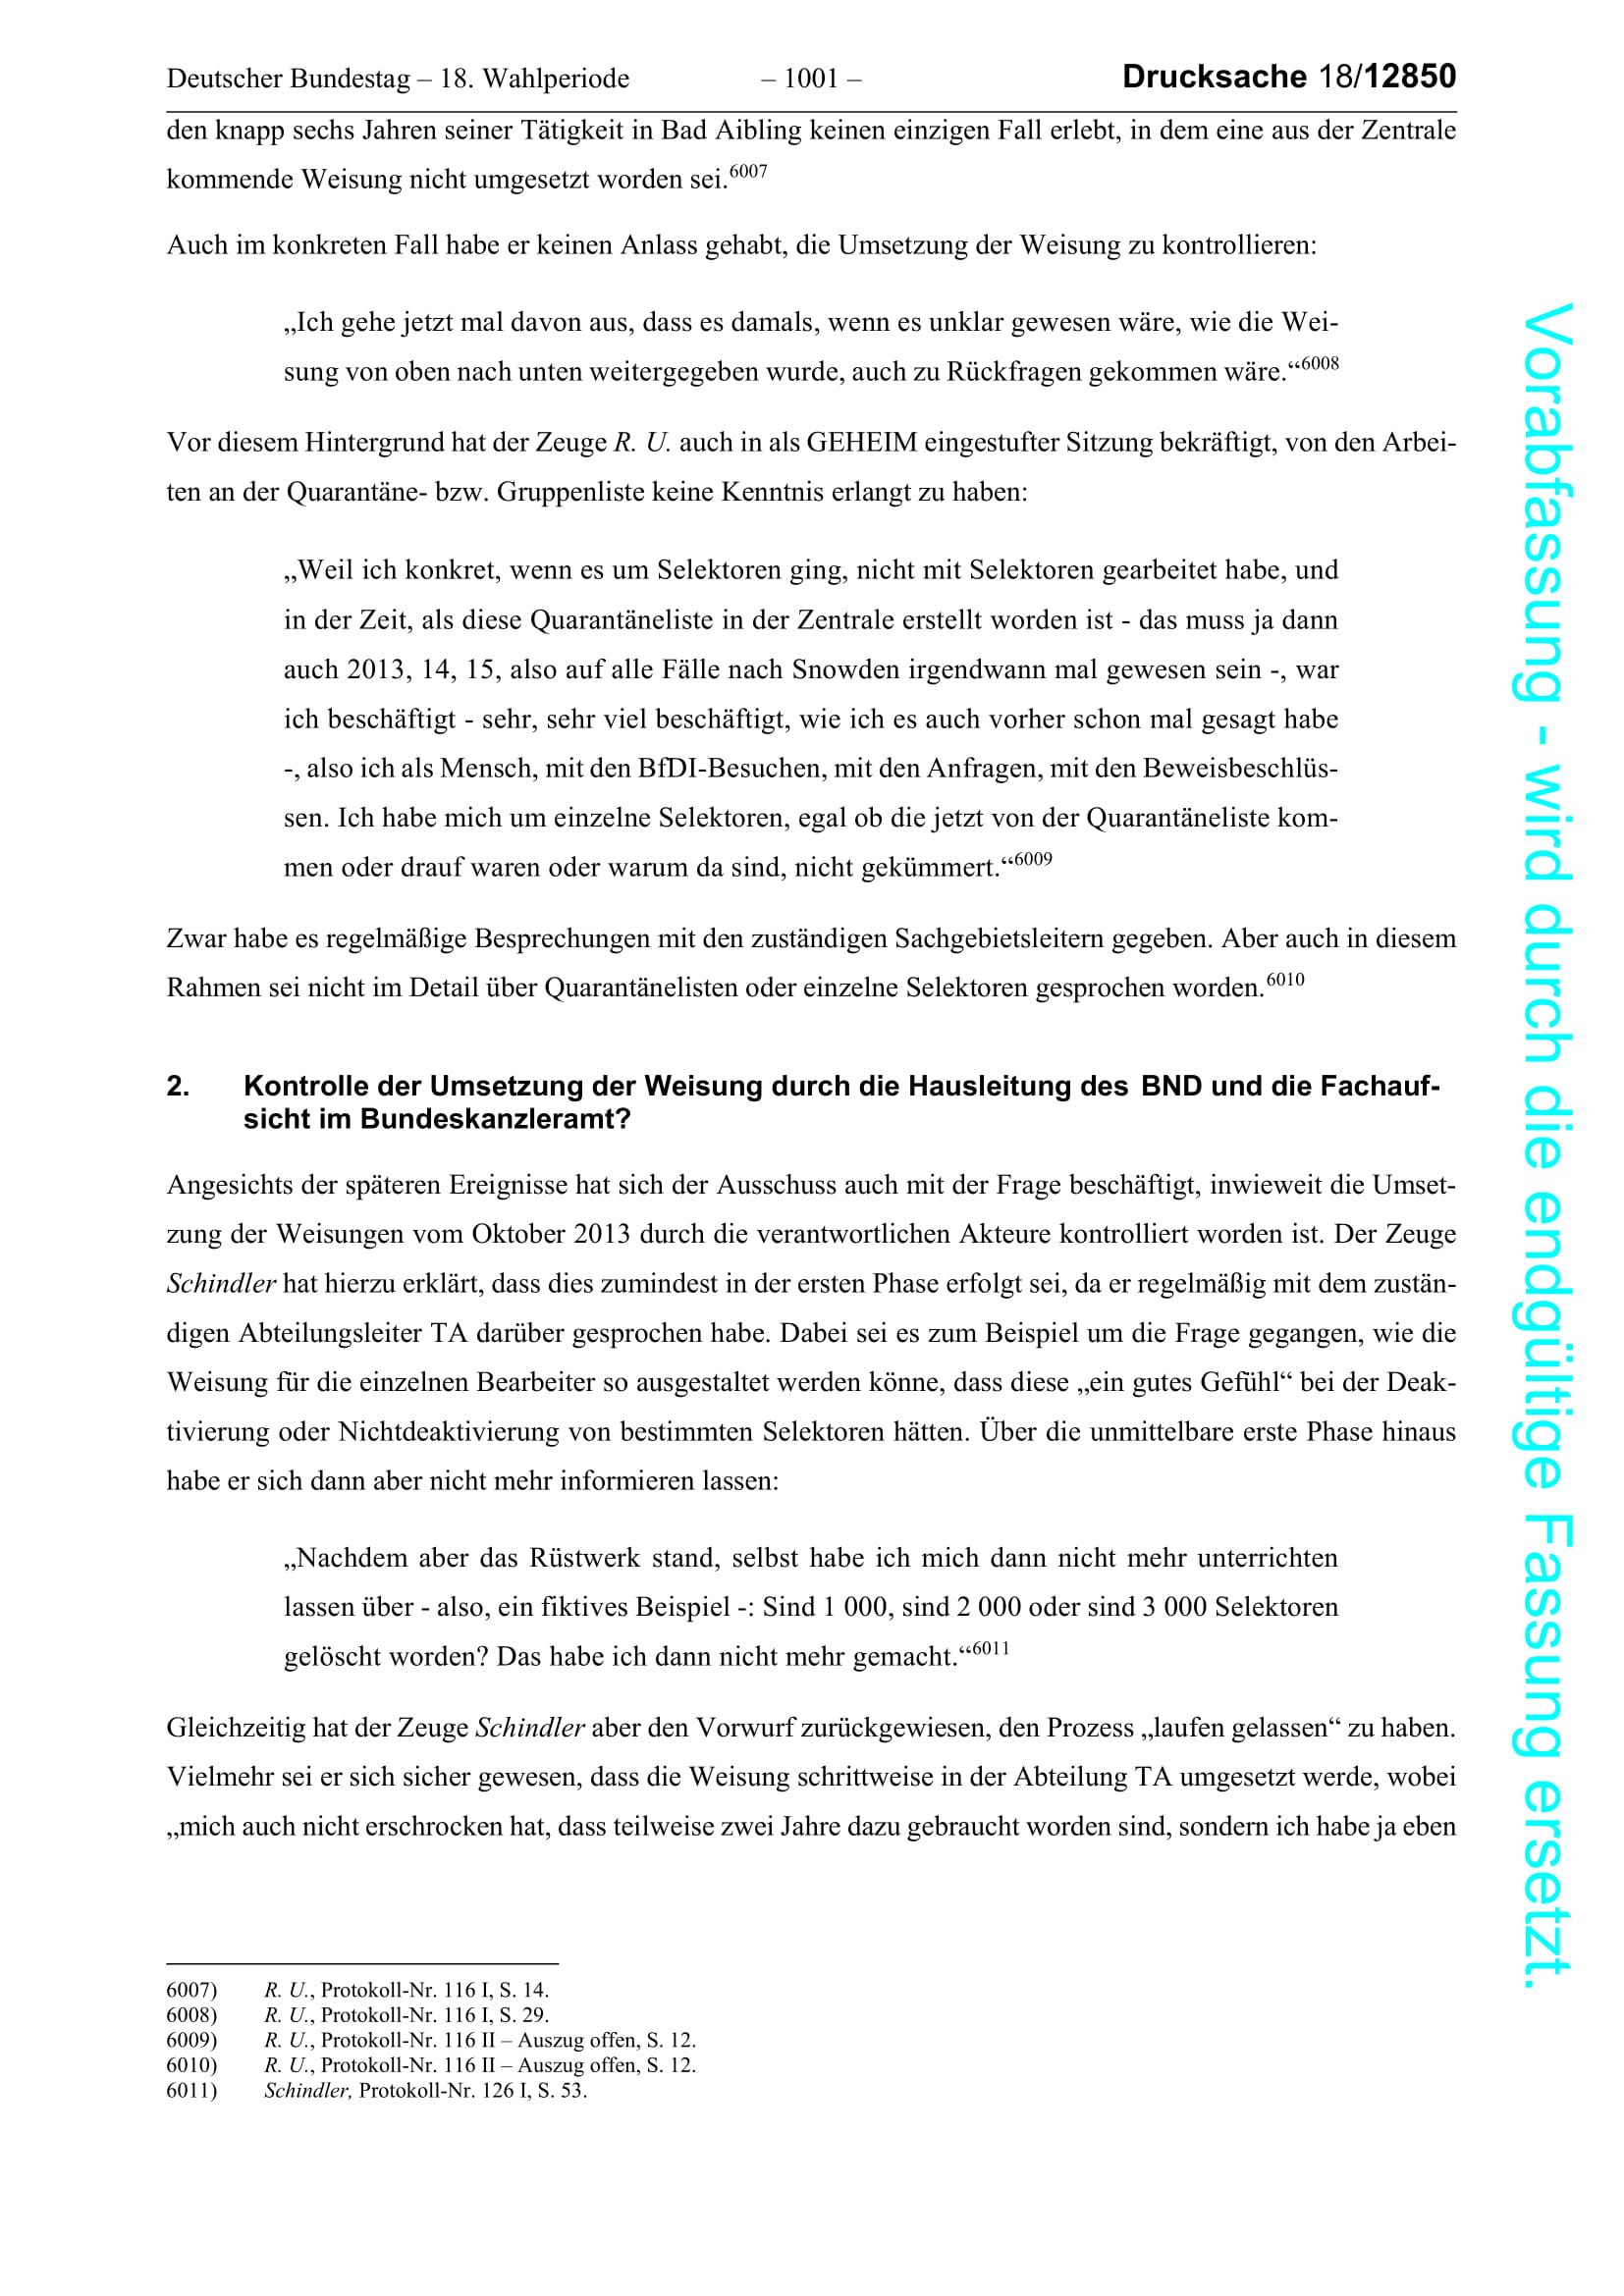 Deutscher Bundestag – 18. Wahlperiode – 1001 – Drucksache 18/12850
den knapp sechs Jahren seiner Tätigkeit in Bad Aibling keinen einzigen Fall erlebt, in dem eine aus der Zentrale
kommende Weisung nicht umgesetzt worden sei.6007
Auch im konkreten Fall habe er keinen Anlass gehabt, die Umsetzung der Weisung zu kontrollieren:
„Ich gehe jetzt mal davon aus, dass es damals, wenn es unklar gewesen wäre, wie die Wei-
sung von oben nach unten weitergegeben wurde, auch zu Rückfragen gekommen wäre.“6008
Vor diesem Hintergrund hat der Zeuge R. U. auch in als GEHEIM eingestufter Sitzung bekräftigt, von den Arbei-
ten an der Quarantäne- bzw. Gruppenliste keine Kenntnis erlangt zu haben:
„Weil ich konkret, wenn es um Selektoren ging, nicht mit Selektoren gearbeitet habe, und
in der Zeit, als diese Quarantäneliste in der Zentrale erstellt worden ist - das muss ja dann
auch 2013, 14, 15, also auf alle Fälle nach Snowden irgendwann mal gewesen sein -, war
ich beschäftigt - sehr, sehr viel beschäftigt, wie ich es auch vorher schon mal gesagt habe
-, also ich als Mensch, mit den BfDI-Besuchen, mit den Anfragen, mit den Beweisbeschlüs-
sen. Ich habe mich um einzelne Selektoren, egal ob die jetzt von der Quarantäneliste kom-
men oder drauf waren oder warum da sind, nicht gekümmert.“6009
Zwar habe es regelmäßige Besprechungen mit den zuständigen Sachgebietsleitern gegeben. Aber auch in diesem
Rahmen sei nicht im Detail über Quarantänelisten oder einzelne Selektoren gesprochen worden.6010
2. Kontrolle der Umsetzung der Weisung durch die Hausleitung des BND und die Fachauf-
sicht im Bundeskanzleramt?
Angesichts der späteren Ereignisse hat sich der Ausschuss auch mit der Frage beschäftigt, inwieweit die Umset-
zung der Weisungen vom Oktober 2013 durch die verantwortlichen Akteure kontrolliert worden ist. Der Zeuge
Schindler hat hierzu erklärt, dass dies zumindest in der ersten Phase erfolgt sei, da er regelmäßig mit dem zustän-
digen Abteilungsleiter TA darüber gesprochen habe. Dabei sei es zum Beispiel um die Frage gegangen, wie die
Weisung für die einzelnen Bearbeiter so ausgestaltet werden könne, dass diese „ein gutes Gefühl“ bei der Deak-
tivierung oder Nichtdeaktivierung von bestimmten Selektoren hätten. Über die unmittelbare erste Phase hinaus
habe er sich dann aber nicht mehr informieren lassen:
„Nachdem aber das Rüstwerk stand, selbst habe ich mich dann nicht mehr unterrichten
lassen über - also, ein fiktives Beispiel -: Sind 1 000, sind 2 000 oder sind 3 000 Selektoren
gelöscht worden? Das habe ich dann nicht mehr gemacht.“6011
Gleichzeitig hat der Zeuge Schindler aber den Vorwurf zurückgewiesen, den Prozess „laufen gelassen“ zu haben.
Vielmehr sei er sich sicher gewesen, dass die Weisung schrittweise in der Abteilung TA umgesetzt werde, wobei
„mich auch nicht erschrocken hat, dass teilweise zwei Jahre dazu gebraucht worden sind, sondern ich habe ja eben
6007) R. U., Protokoll-Nr. 116 I, S. 14.
6008) R. U., Protokoll-Nr. 116 I, S. 29.
6009) R. U., Protokoll-Nr. 116 II – Auszug offen, S. 12.
6010) R. U., Protokoll-Nr. 116 II – Auszug offen, S. 12.
6011) Schindler, Protokoll-Nr. 126 I, S. 53.
Vorabfassung - wird durch die endgültige Fassung ersetzt.